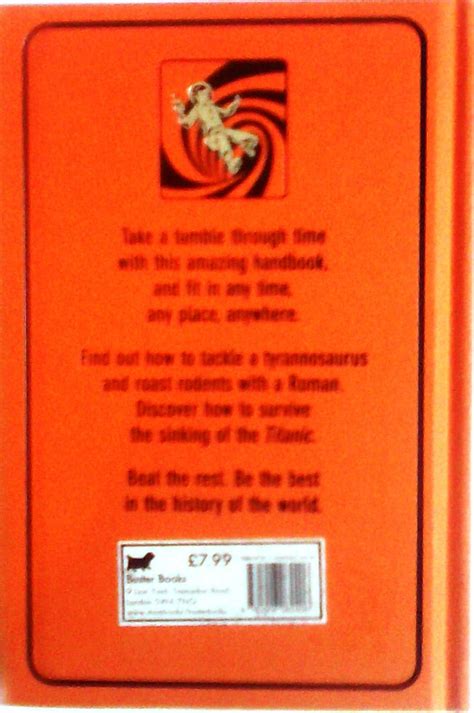 Take a tumble through time
with this amazing handbook,
and fit in any time,
any place, anywhere.
Find out how to tackle a tyrannosaurus
and roast rodents with a Roman.
Discover how to survive
the sinking of the Titanic.
Beat the rest. Be the best
in the history of the world.
£7.99
Buster Books
London